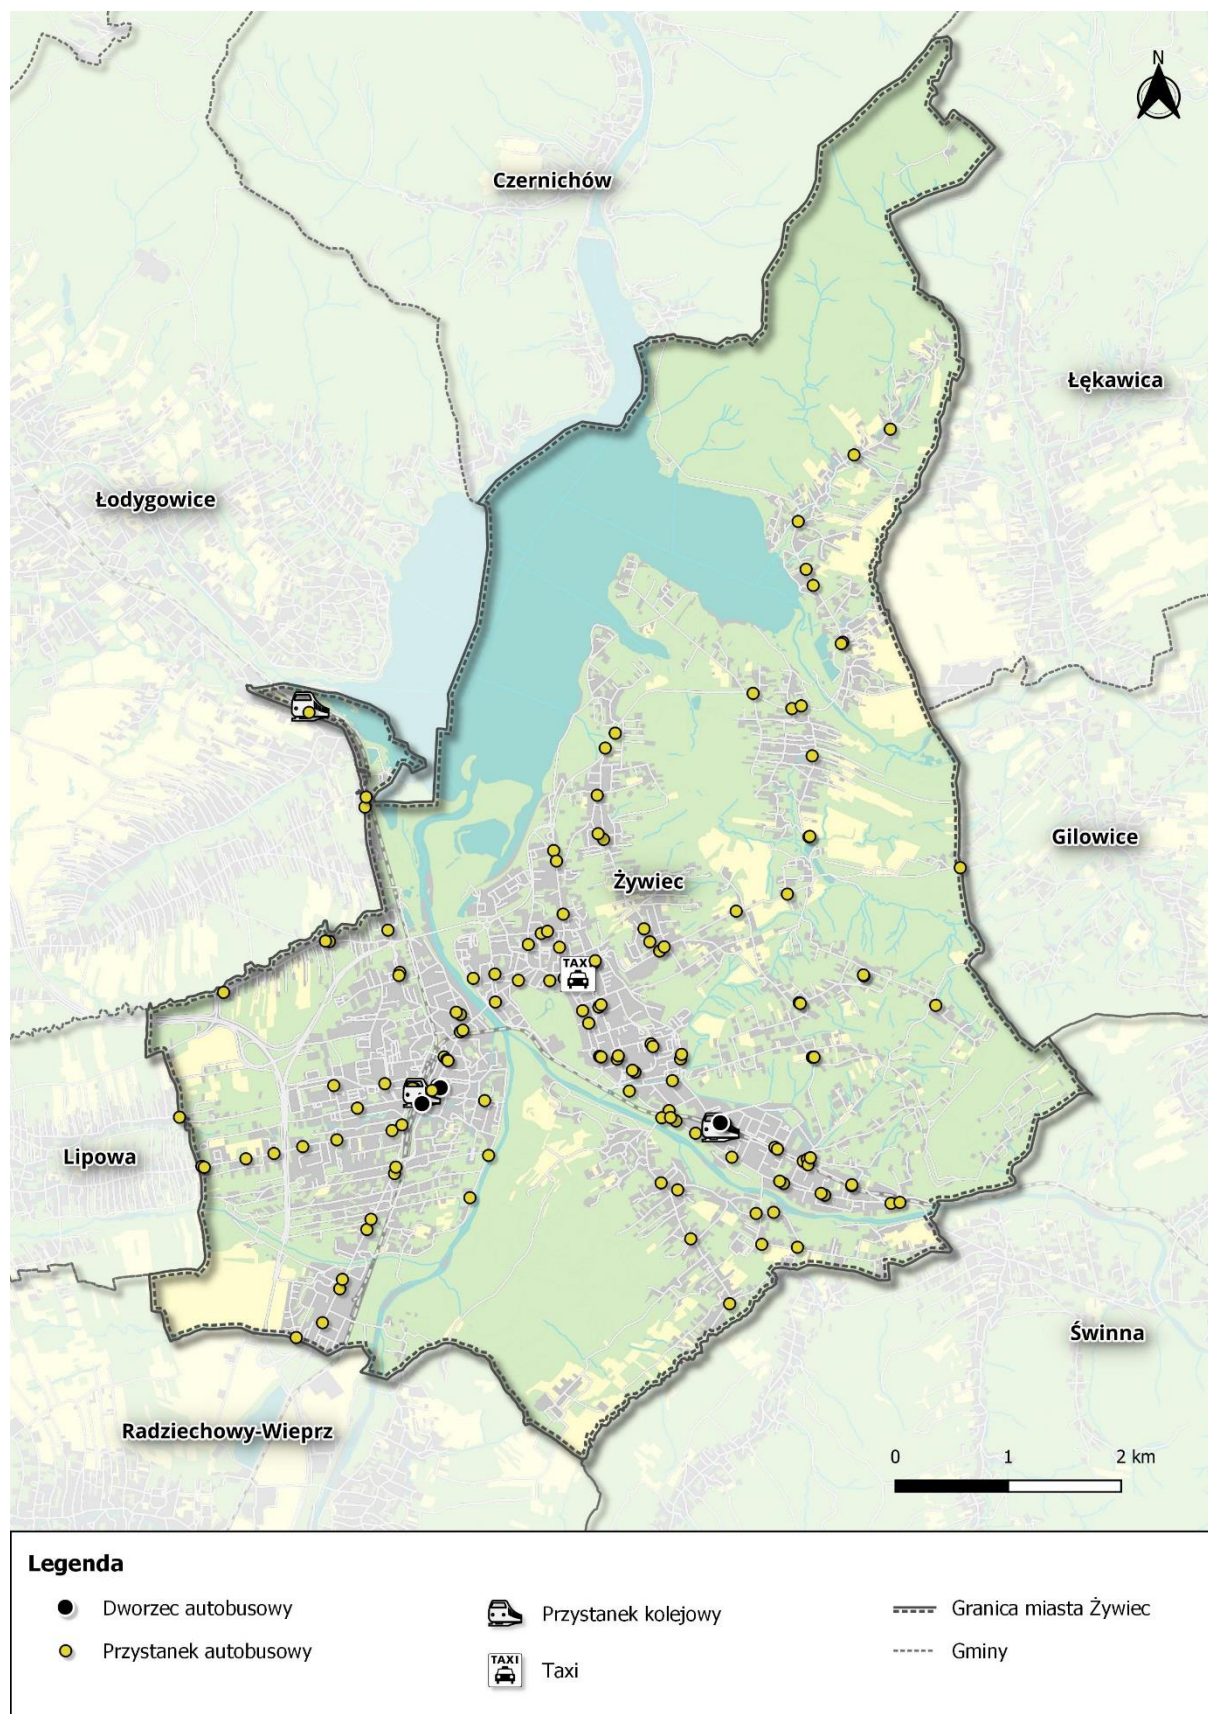 N
Czernichów
Łękawica
Łodygowice
Gilowice
Żywiec
TAXI
Lipowa
Świnna
Radziechowy-Wieprz
0 1 2 km
Legenda
Dworzec autobusowy
Przystanek kolejowy
Granica miasta Żywiec
Przystanek autobusowy
TAXI
Taxi
Gminy